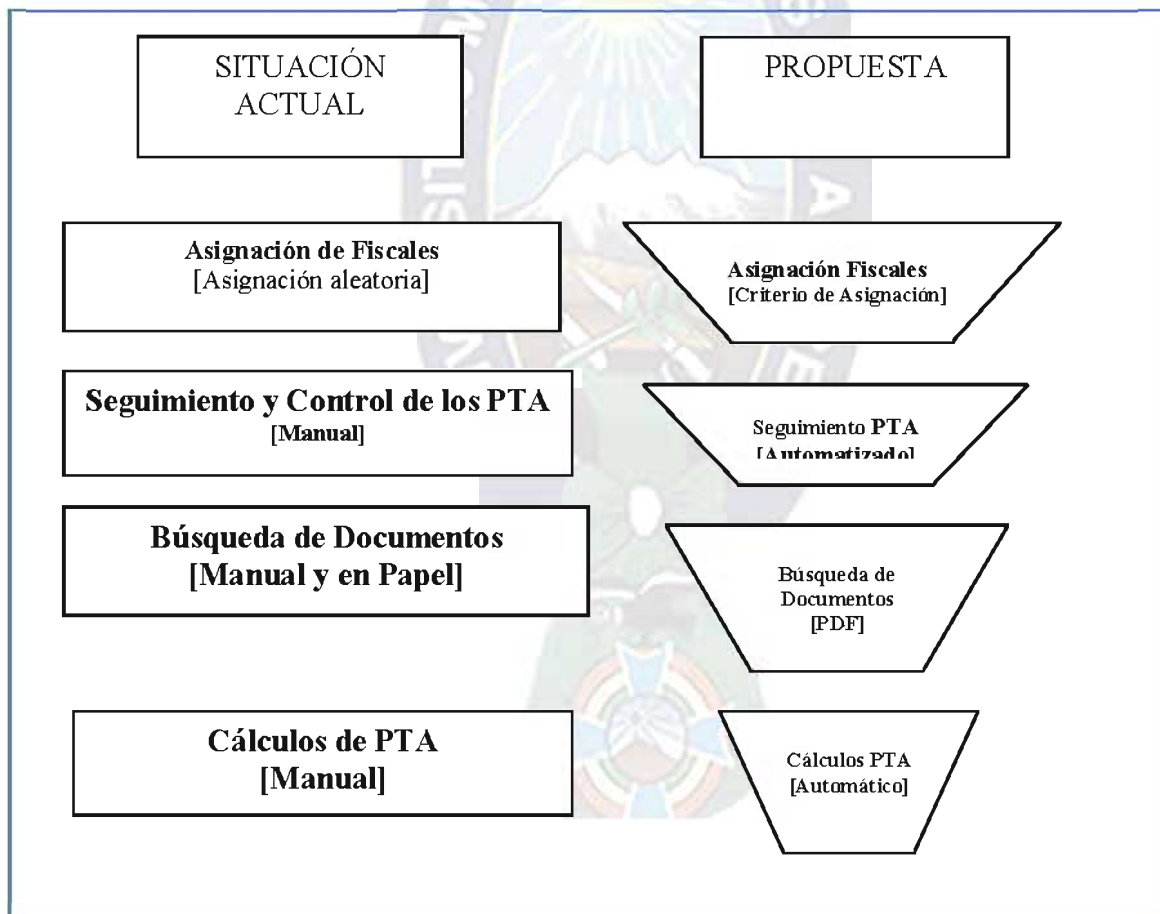 SITUACIÓN
ACTUAL
PROPUESTA
Asignación de Fiscales
[Asignación aleatoria]
Asignación Fiscales
[Criterio de Asignación]
Seguimiento y Control de los PTA
[Manual]
Seguimiento PTA
[Automatizado]
Búsqueda de Documentos
[Manual y en Papel]
Búsqueda de
Documentos
[PDF]
Cálculos de PTA
[Manual]
Cálculos PTA
[Automático]